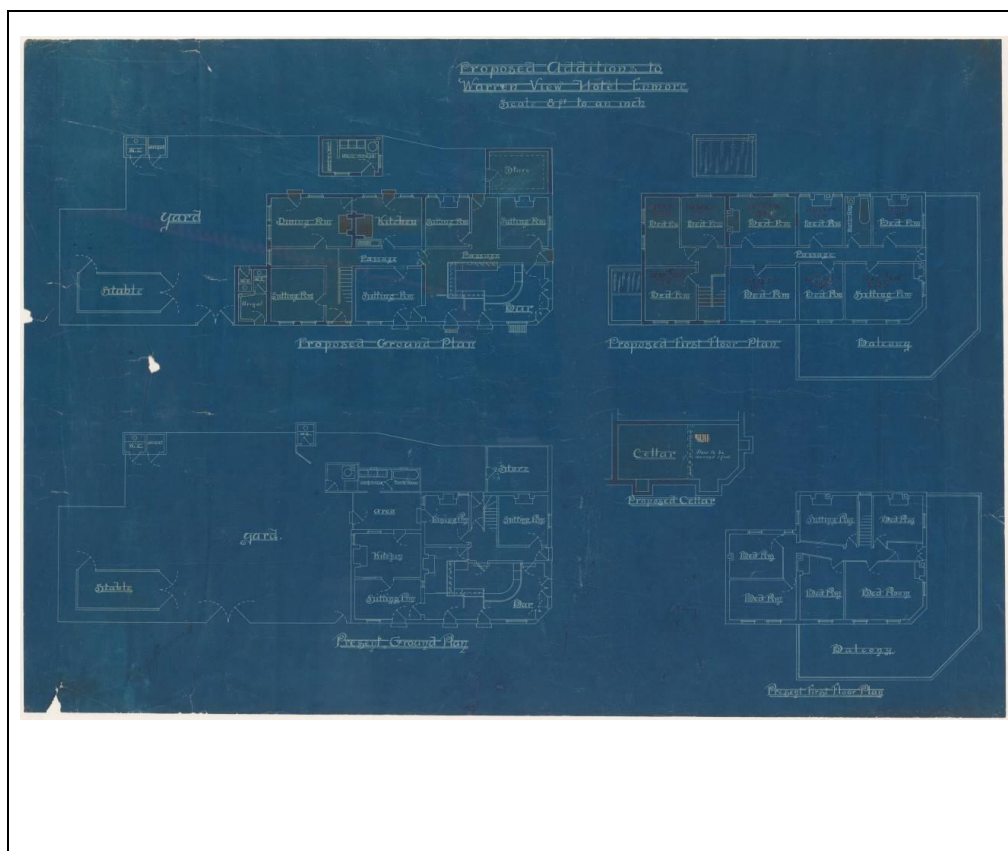 Proposed Additions to
Warren View Hotel Enmore
Scale 8ft to an inch
W.C.
Store
Yard
Dining Rm
Kitchen
Sitting Rm
Sitting Rm
Passage
Passage
Stable
Sitting Rm
Sitting Rm
Bar
Proposed Ground Plan
Bed Rm
Bed Rm
Bed Rm
Bed Rm
Bed Rm
Passage
Bed Rm
Bed Rm
Bed Rm
Sitting Rm
Balcony
Proposed First Floor Plan
W.C.
Cellar
Proposed Cellar
Store
Area
Dining Rm
Sitting Rm
Yard.
Kitchen
Stable
Sitting Rm
Bar
Present Ground Plan
Sitting Rm
Bed Rm
Bed Rm
Bed Rm
Bed Rm
Bed Room
Balcony
Present First Floor Plan